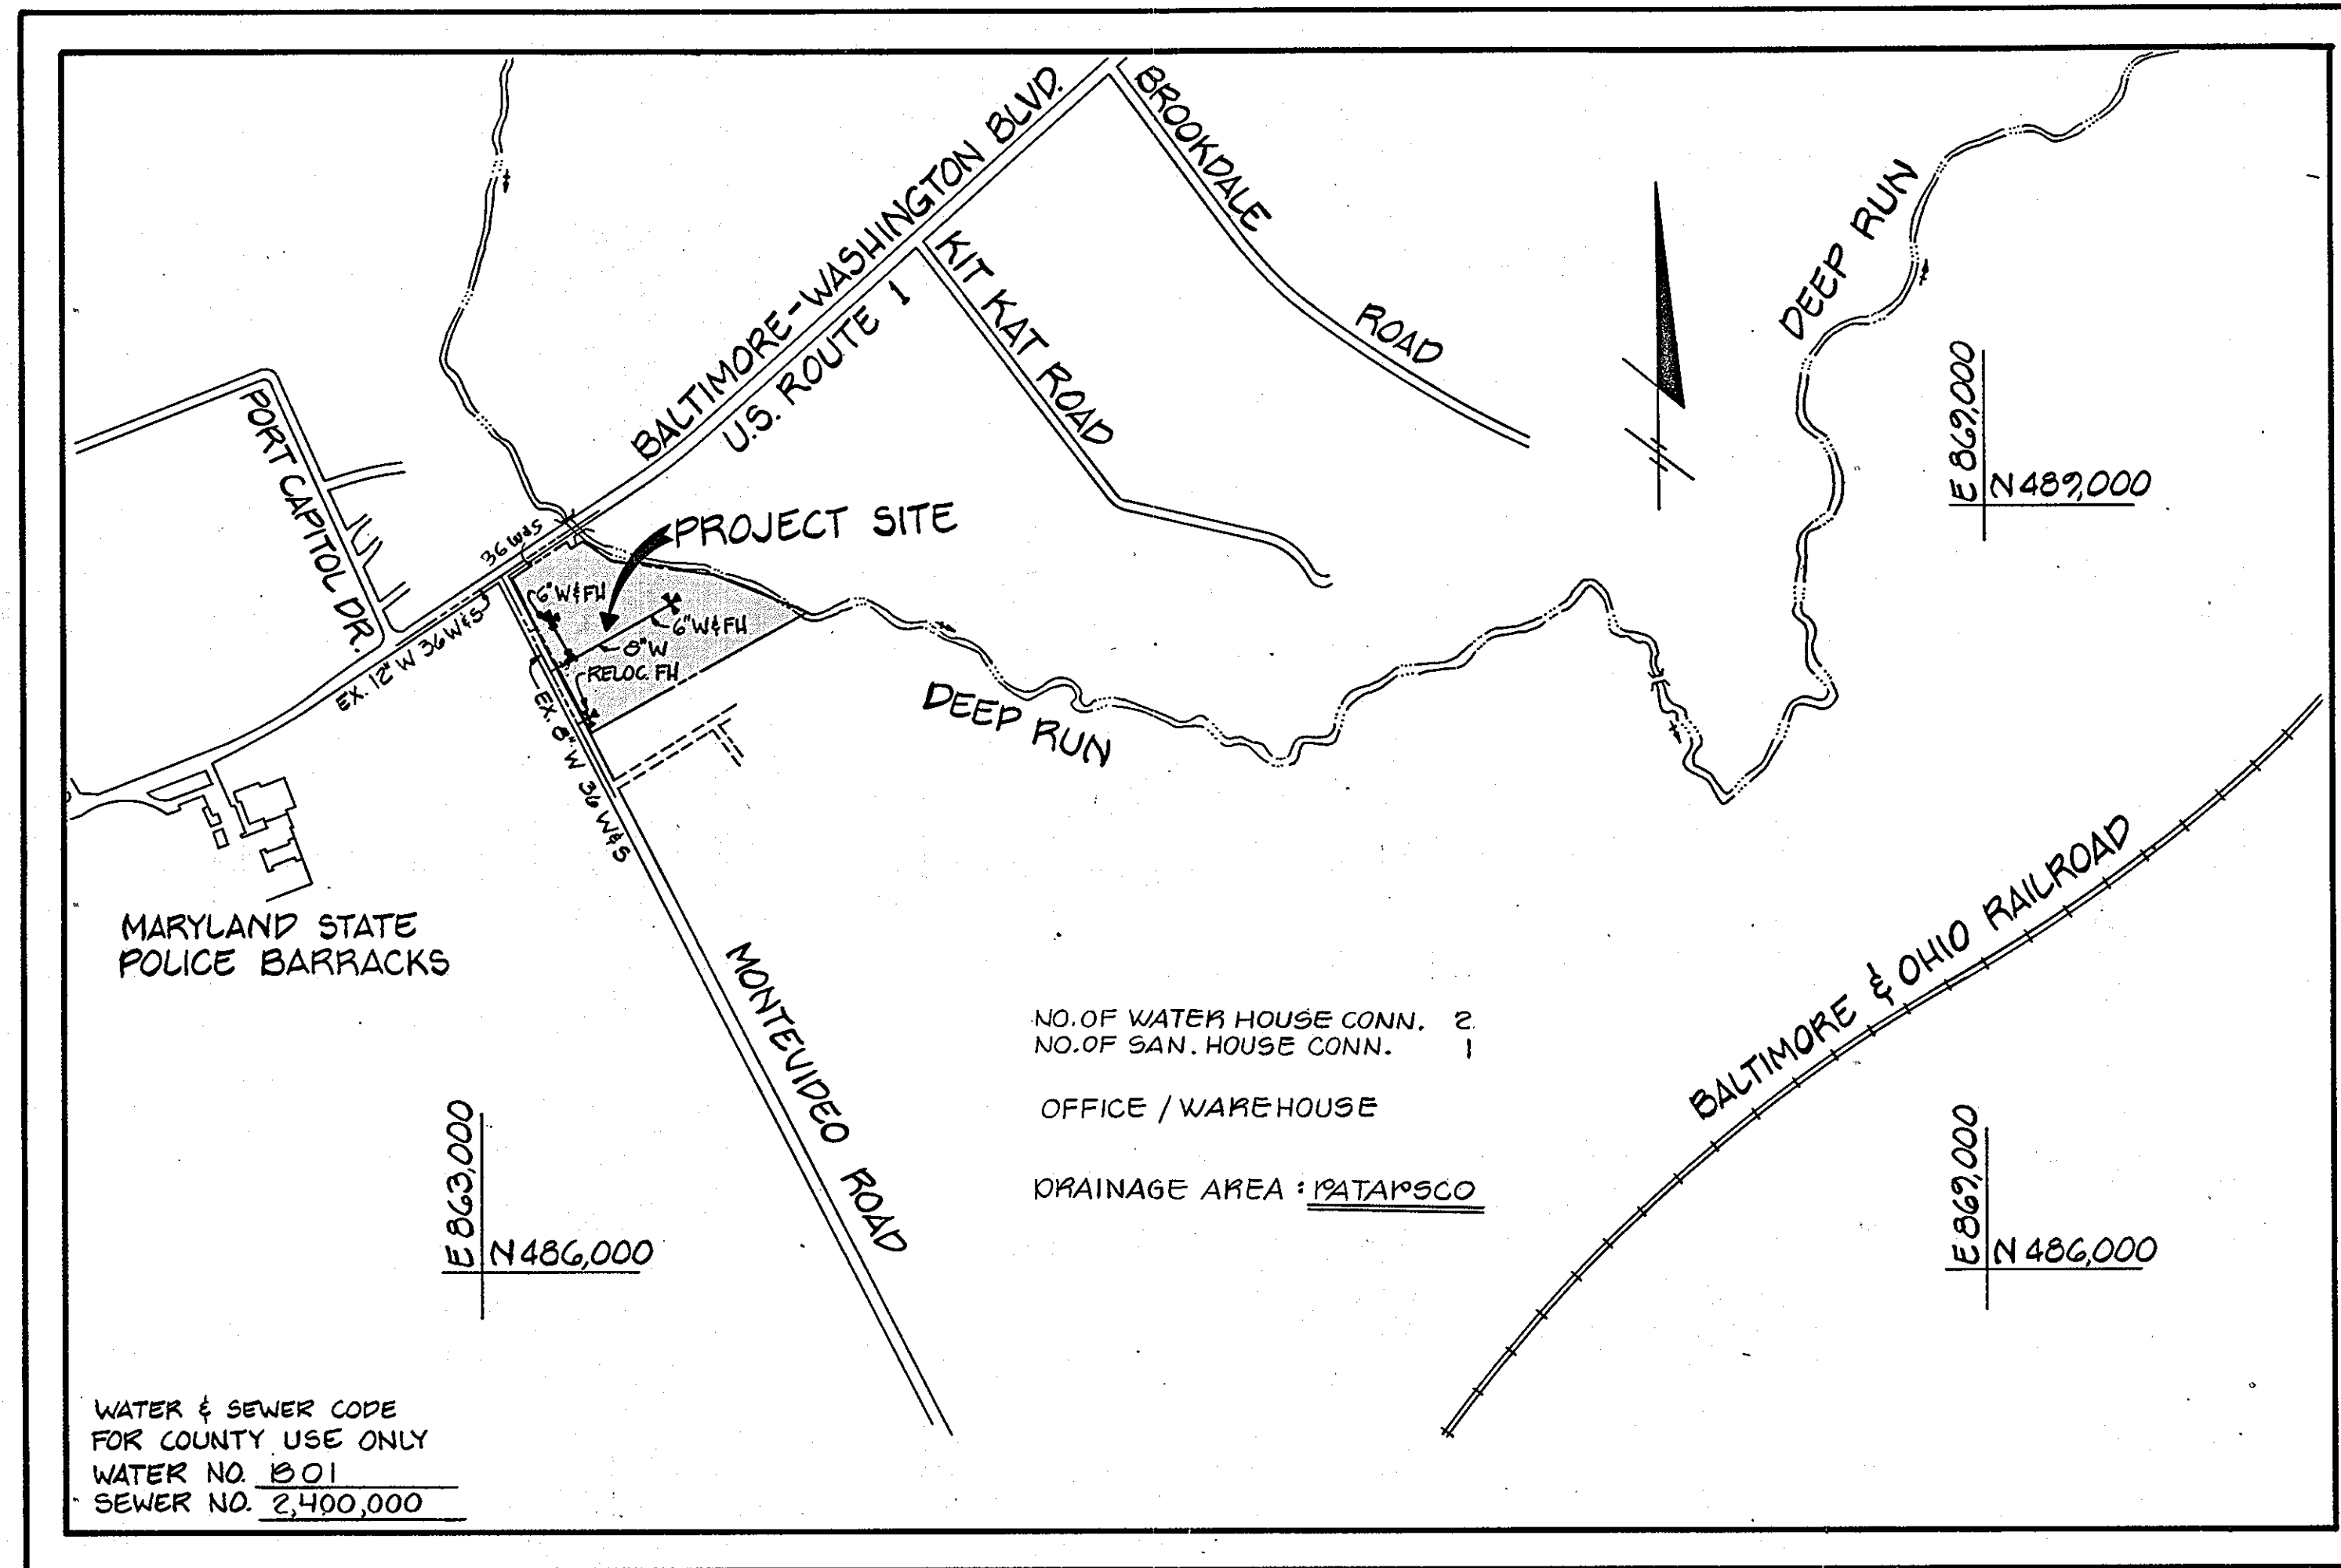 BALTIMORE-WASHINGTON BLVD.
U.S. ROUTE 1
BROOKDALE
ROAD
KIT KAT ROAD
DEEP RUN
E 869,000
N 489,000
PORT CAPITOL DR.
36 W&S
PROJECT SITE
6" W&FH
6" W&FH
8" W
RELOC. FH
EX. 12" W 36 W&S
EX. 8" W 36 W&S
DEEP RUN
MARYLAND STATE
POLICE BARRACKS
MONTEVIDEO ROAD
BALTIMORE & OHIO RAILROAD
NO. OF WATER HOUSE CONN. 2
NO. OF SAN. HOUSE CONN. 1
OFFICE / WAREHOUSE
DRAINAGE AREA : PATAPSCO
E 863,000
N 486,000
E 869,000
N 486,000
WATER & SEWER CODE
FOR COUNTY USE ONLY
WATER NO.
SEWER NO. 2,400,000